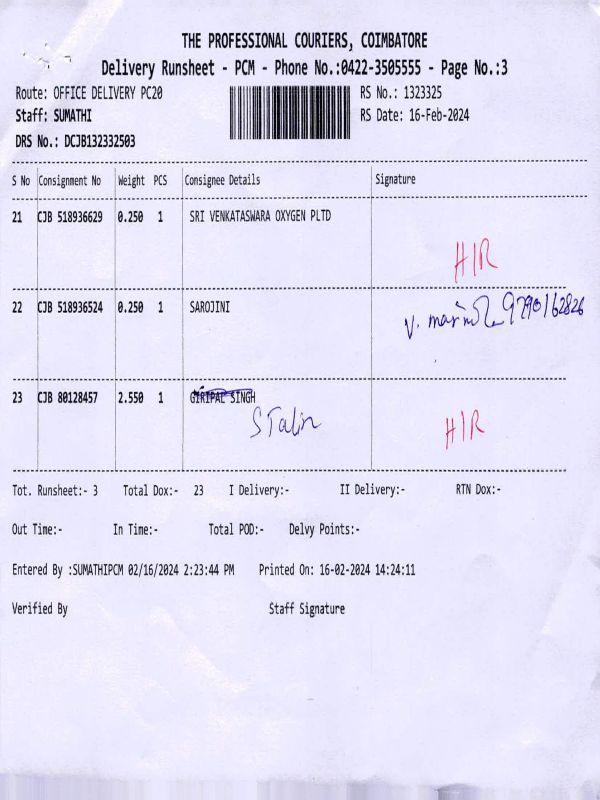 THE PROFESSIONAL COURIERS, COIMBATORE
Delivery Runsheet - PCM - Phone No.:0422-3505555 - Page No.:3
Route: OFFICE DELIVERY PC20 RS No.: 1323325
Staff: SUMATHI RS Date: 16-Feb-2024
DRS No.: DCJB132332503
S No Consignment No Weight PCS Consignee Details Signature
21 CJB 518936629 0.250 1 SRI VENKATASWARA OXYGEN PLTD
H/R
22 CJB 518936524 0.250 1 SAROJINI
V. 9790162826
23 CJB 80128457 2.550 1 GIRIPAL SINGH
STalin H/R
Tot. Runsheet:- 3 Total Dox:- 23 I Delivery:- II Delivery:- RTN Dox:-
Out Time:- In Time:- Total POD:- Delvy Points:-
Entered By :SUMATHIPCM 02/16/2024 2:23:44 PM Printed On: 16-02-2024 14:24:11
Verified By Staff Signature